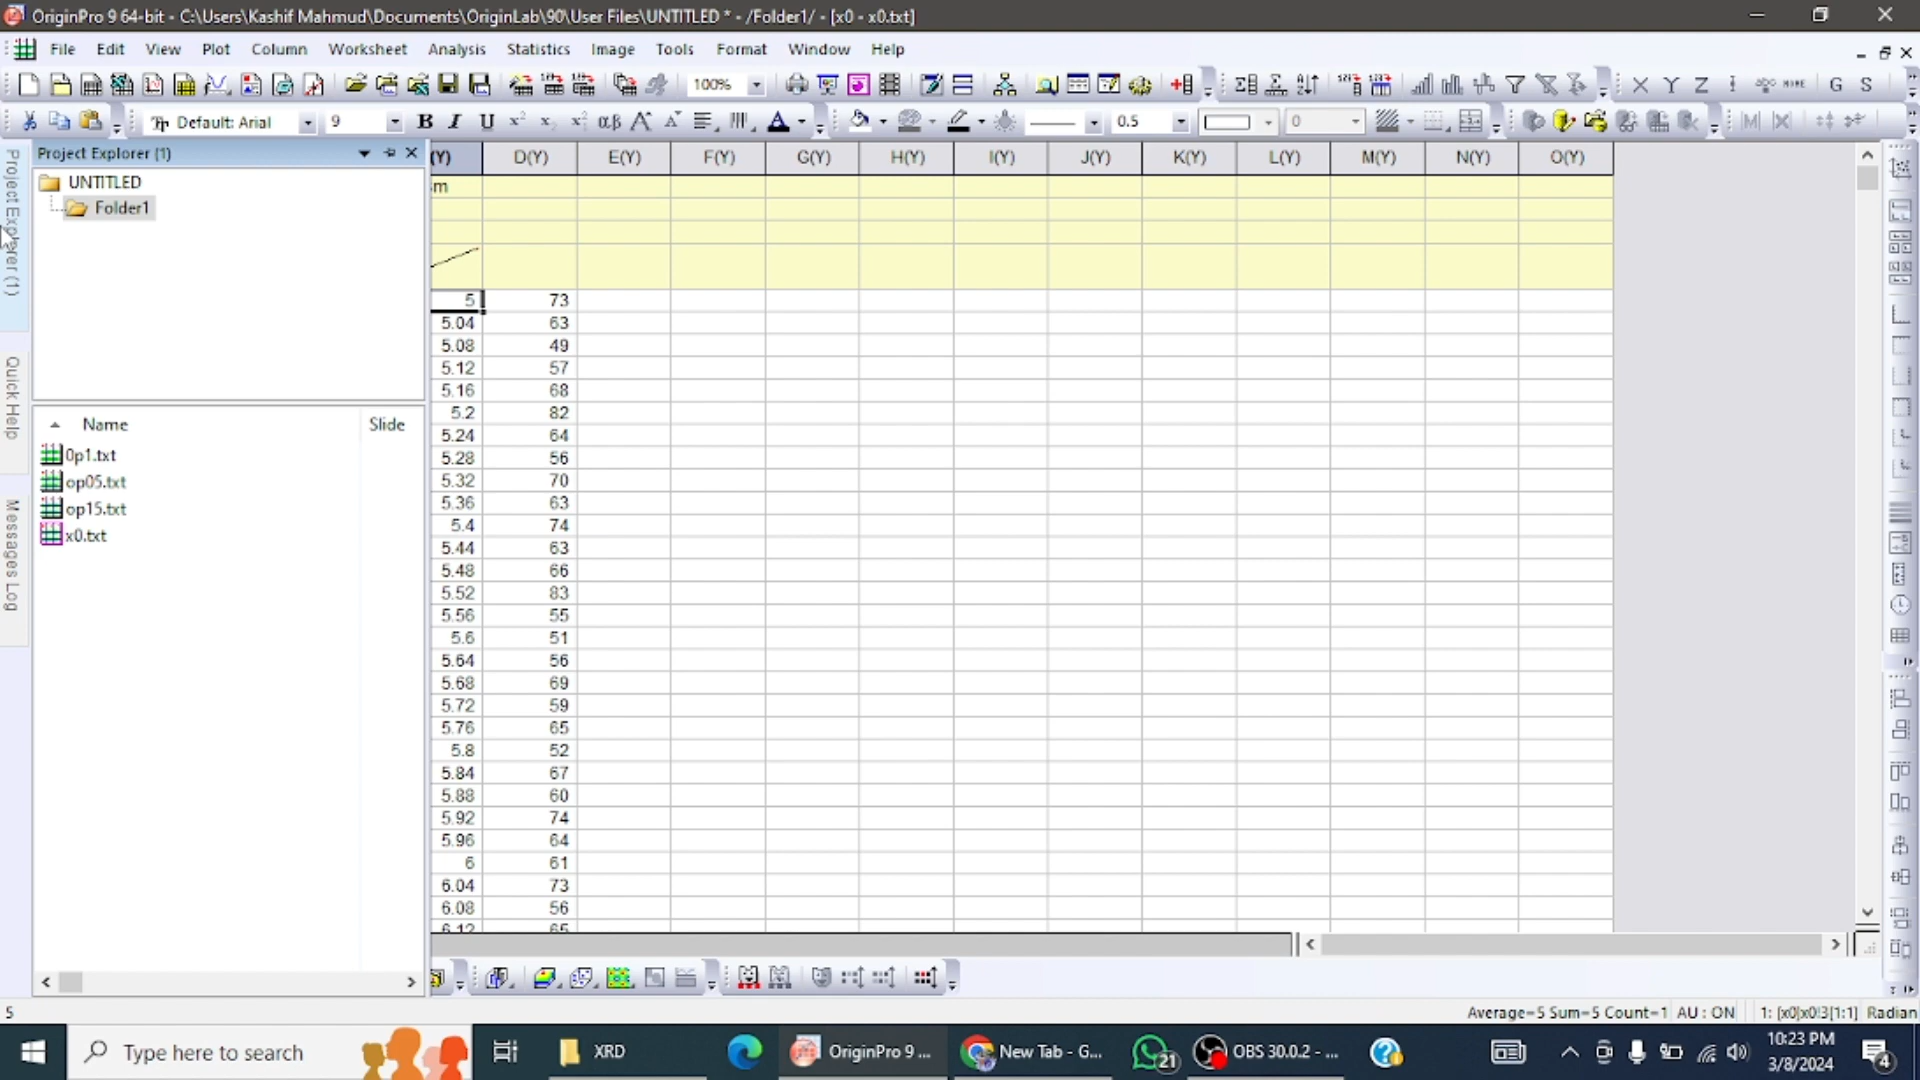 OriginPro 9 64-bit - C:\Users\Kashif Mahmud\Documents\OriginLab\90\User Files\UNTITLED * - /Folder1/ - [x0 - x0.txt]
File Edit View Plot Column Worksheet Analysis Statistics Image Tools Format Window Help
100% X Y Z G S
Default: Arial 9 B I U αβ A 0.5 0
Project Explorer (1)
UNTITLED
Folder1
Name Slide
0p1.txt
op05.txt
op15.txt
x0.txt
Project Explorer (1)
Quick Help
Messages Log
(Y) D(Y) E(Y) F(Y) G(Y) H(Y) I(Y) J(Y) K(Y) L(Y) M(Y) N(Y) O(Y)
5 73
5.04 63
5.08 49
5.12 57
5.16 68
5.2 82
5.24 64
5.28 56
5.32 70
5.36 63
5.4 74
5.44 63
5.48 66
5.52 83
5.56 55
5.6 51
5.64 56
5.68 69
5.72 59
5.76 65
5.8 52
5.84 67
5.88 60
5.92 74
5.96 64
6 61
6.04 73
6.08 56
6.12 65
5 Average=5 Sum=5 Count=1 AU : ON 1: [x0]x0!3[1:1] Radian
Type here to search XRD OriginPro 9 ... New Tab - G... 21 OBS 30.0.2 - ... 10:23 PM
3/8/2024 4